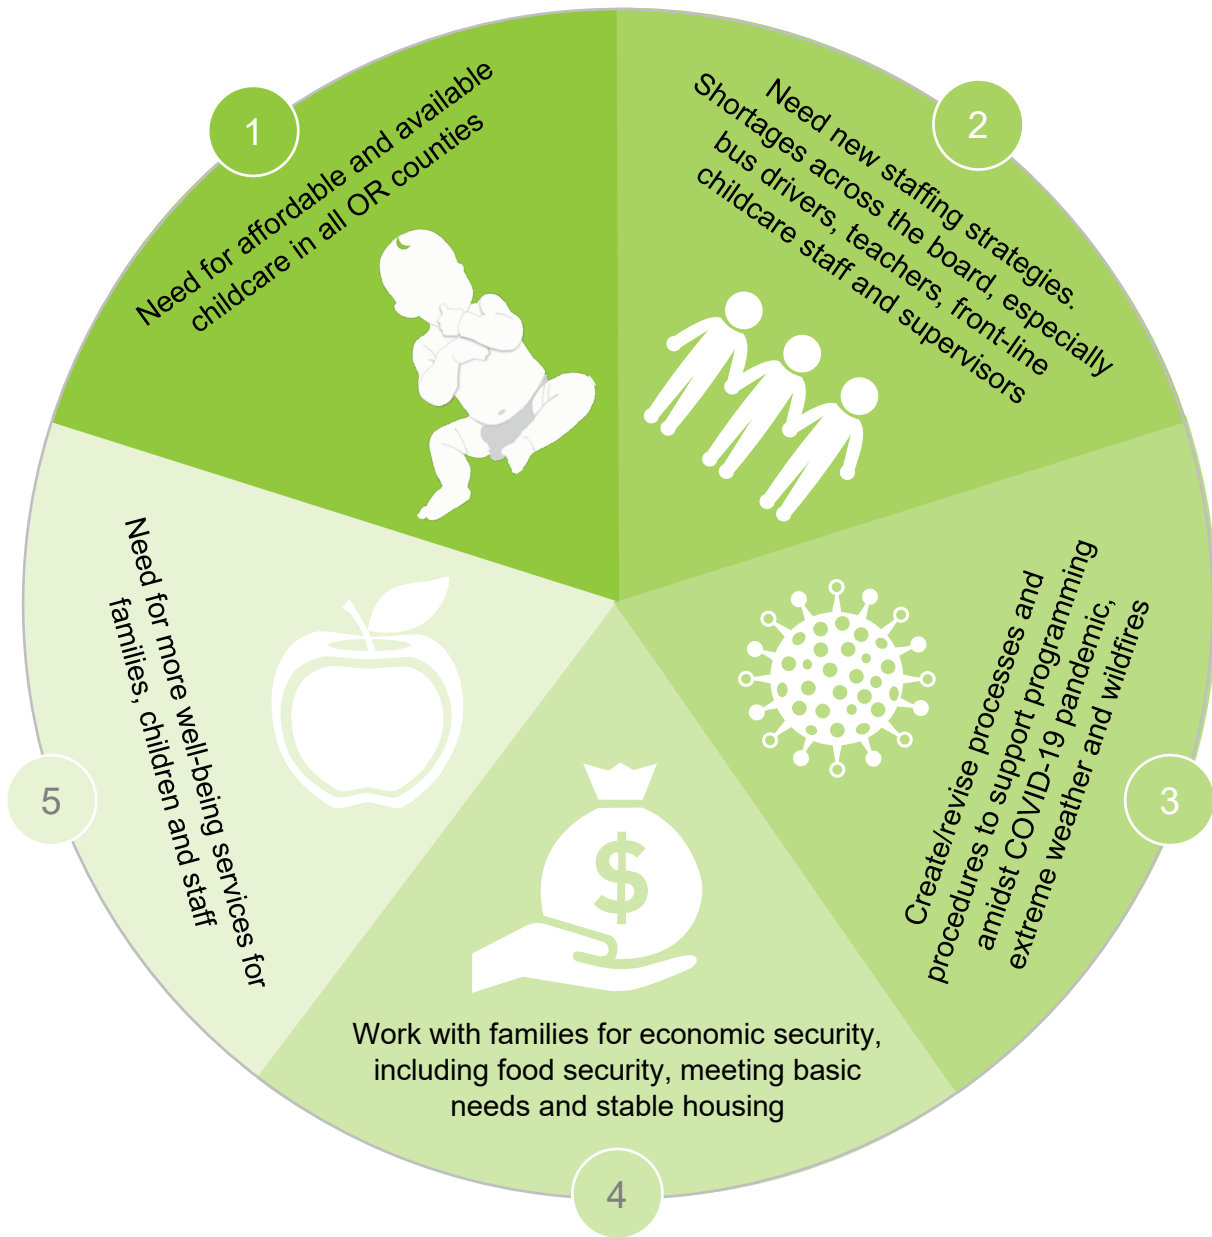 1
Need for affordable and available
childcare in all OR counties
2
Need new staffing strategies.
Shortages across the board, especially
bus drivers, teachers, front-line
childcare staff and supervisors
3
Create/revise processes and
procedures to support programming
amidst COVID-19 pandemic,
extreme weather and wildfires
$
Work with families for economic security,
including food security, meeting basic
needs and stable housing
4
5
Need for more well-being services for
families, children and staff